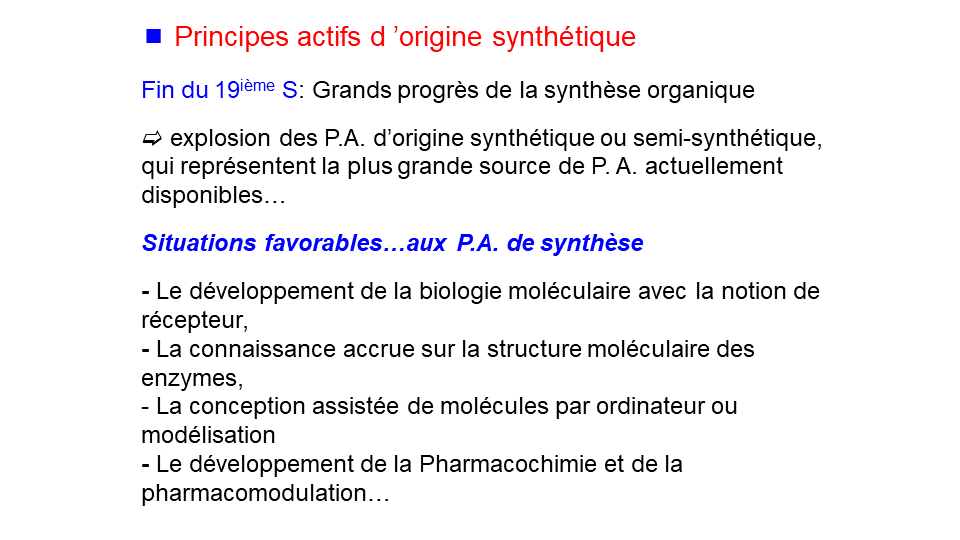 Principes actifs d ’origine synthétique
Fin du 19ième S: Grands progrès de la synthèse organique
➯ explosion des P.A. d’origine synthétique ou semi-synthétique,
qui représentent la plus grande source de P. A. actuellement
disponibles…
Situations favorables…aux P.A. de synthèse
- Le développement de la biologie moléculaire avec la notion de
récepteur,
- La connaissance accrue sur la structure moléculaire des
enzymes,
- La conception assistée de molécules par ordinateur ou
modélisation
- Le développement de la Pharmacochimie et de la
pharmacomodulation…